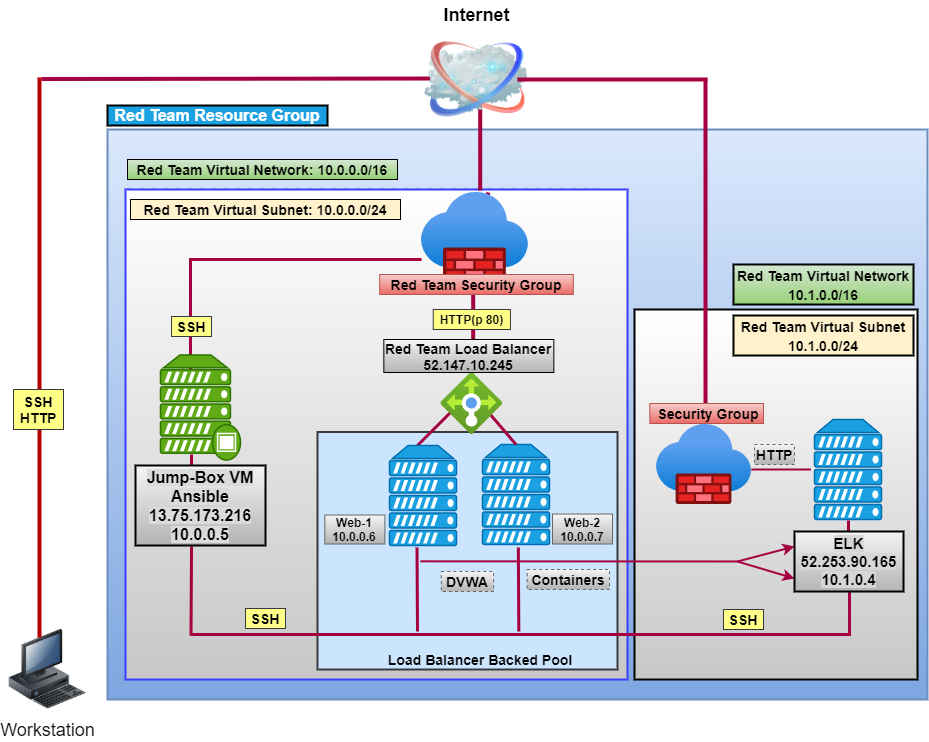 Internet
Red Team Resource Group
Red Team Virtual Network: 10.0.0.0/16
Red Team Virtual Subnet: 10.0.0.0/24
Red Team Security Group
HTTP(p 80)
Red Team Load Balancer
52.147.10.245
SSH
Jump-Box VM
Ansible
13.75.173.216
10.0.0.5
Web-1
10.0.0.6
Web-2
10.0.0.7
DVWA
Containers
SSH
Load Balancer Backed Pool
Red Team Virtual Network
10.1.0.0/16
Red Team Virtual Subnet
10.1.0.0/24
Security Group
HTTP
ELK
52.253.90.165
10.1.0.4
SSH
SSH
HTTP
Workstation